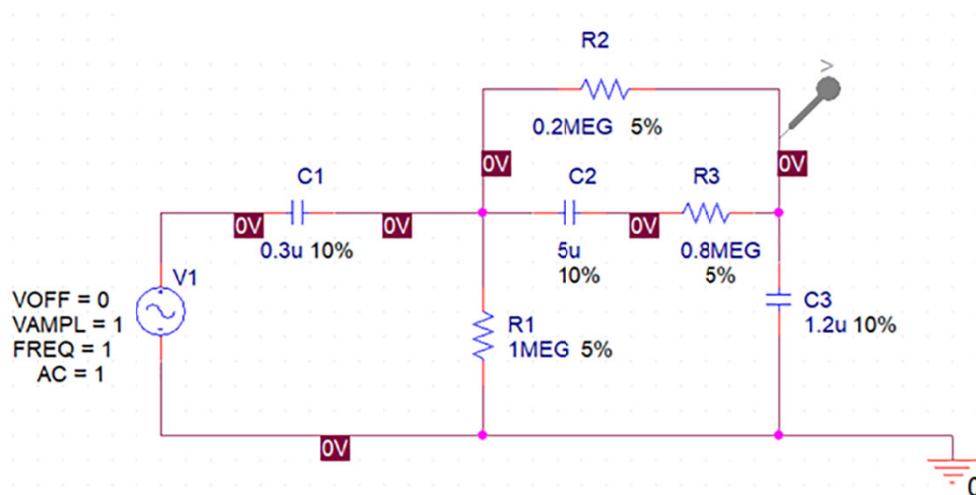 R2
0.2MEG 5%
0V
0V
C1
C2
R3
0V
0V
0V
0.3u 10%
5u
10%
0.8MEG
5%
V1
VOFF = 0
VAMPL = 1
FREQ = 1
AC = 1
R1
1MEG 5%
C3
1.2u 10%
0V
0